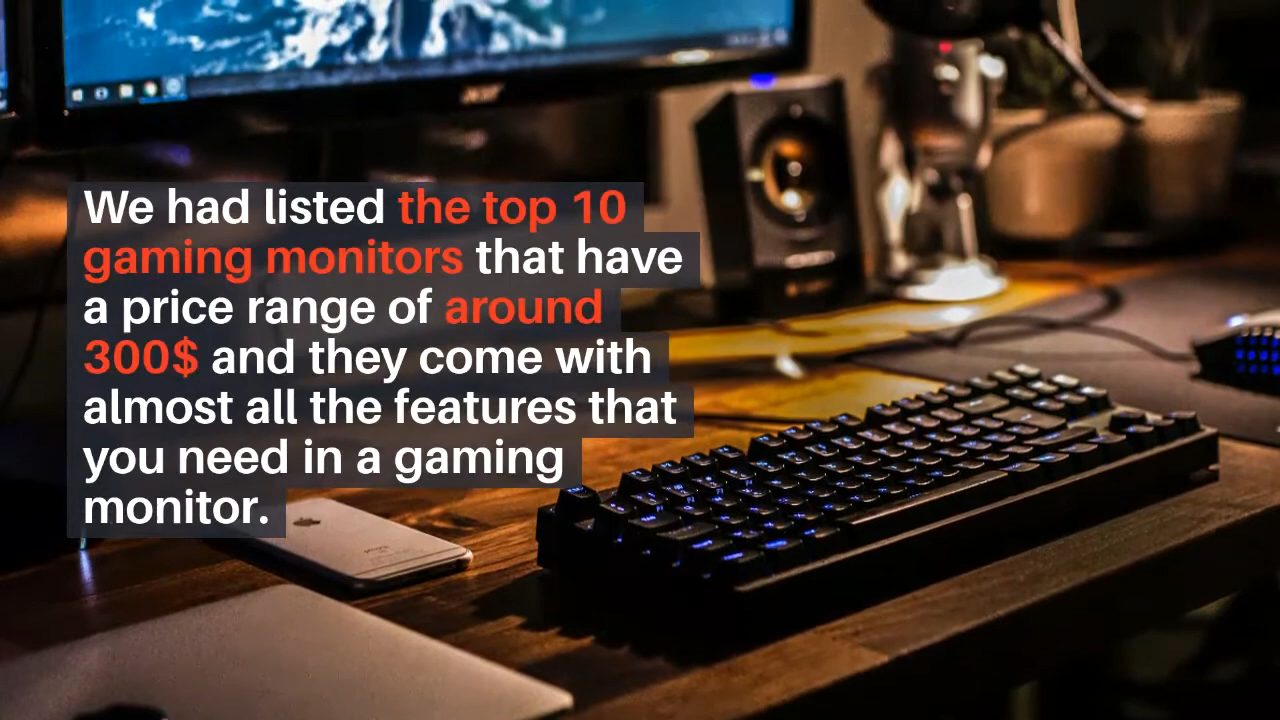 acer
We had listed the top 10
gaming monitors that have
a price range of around
300$ and they come with
almost all the features that
you need in a gaming
monitor.